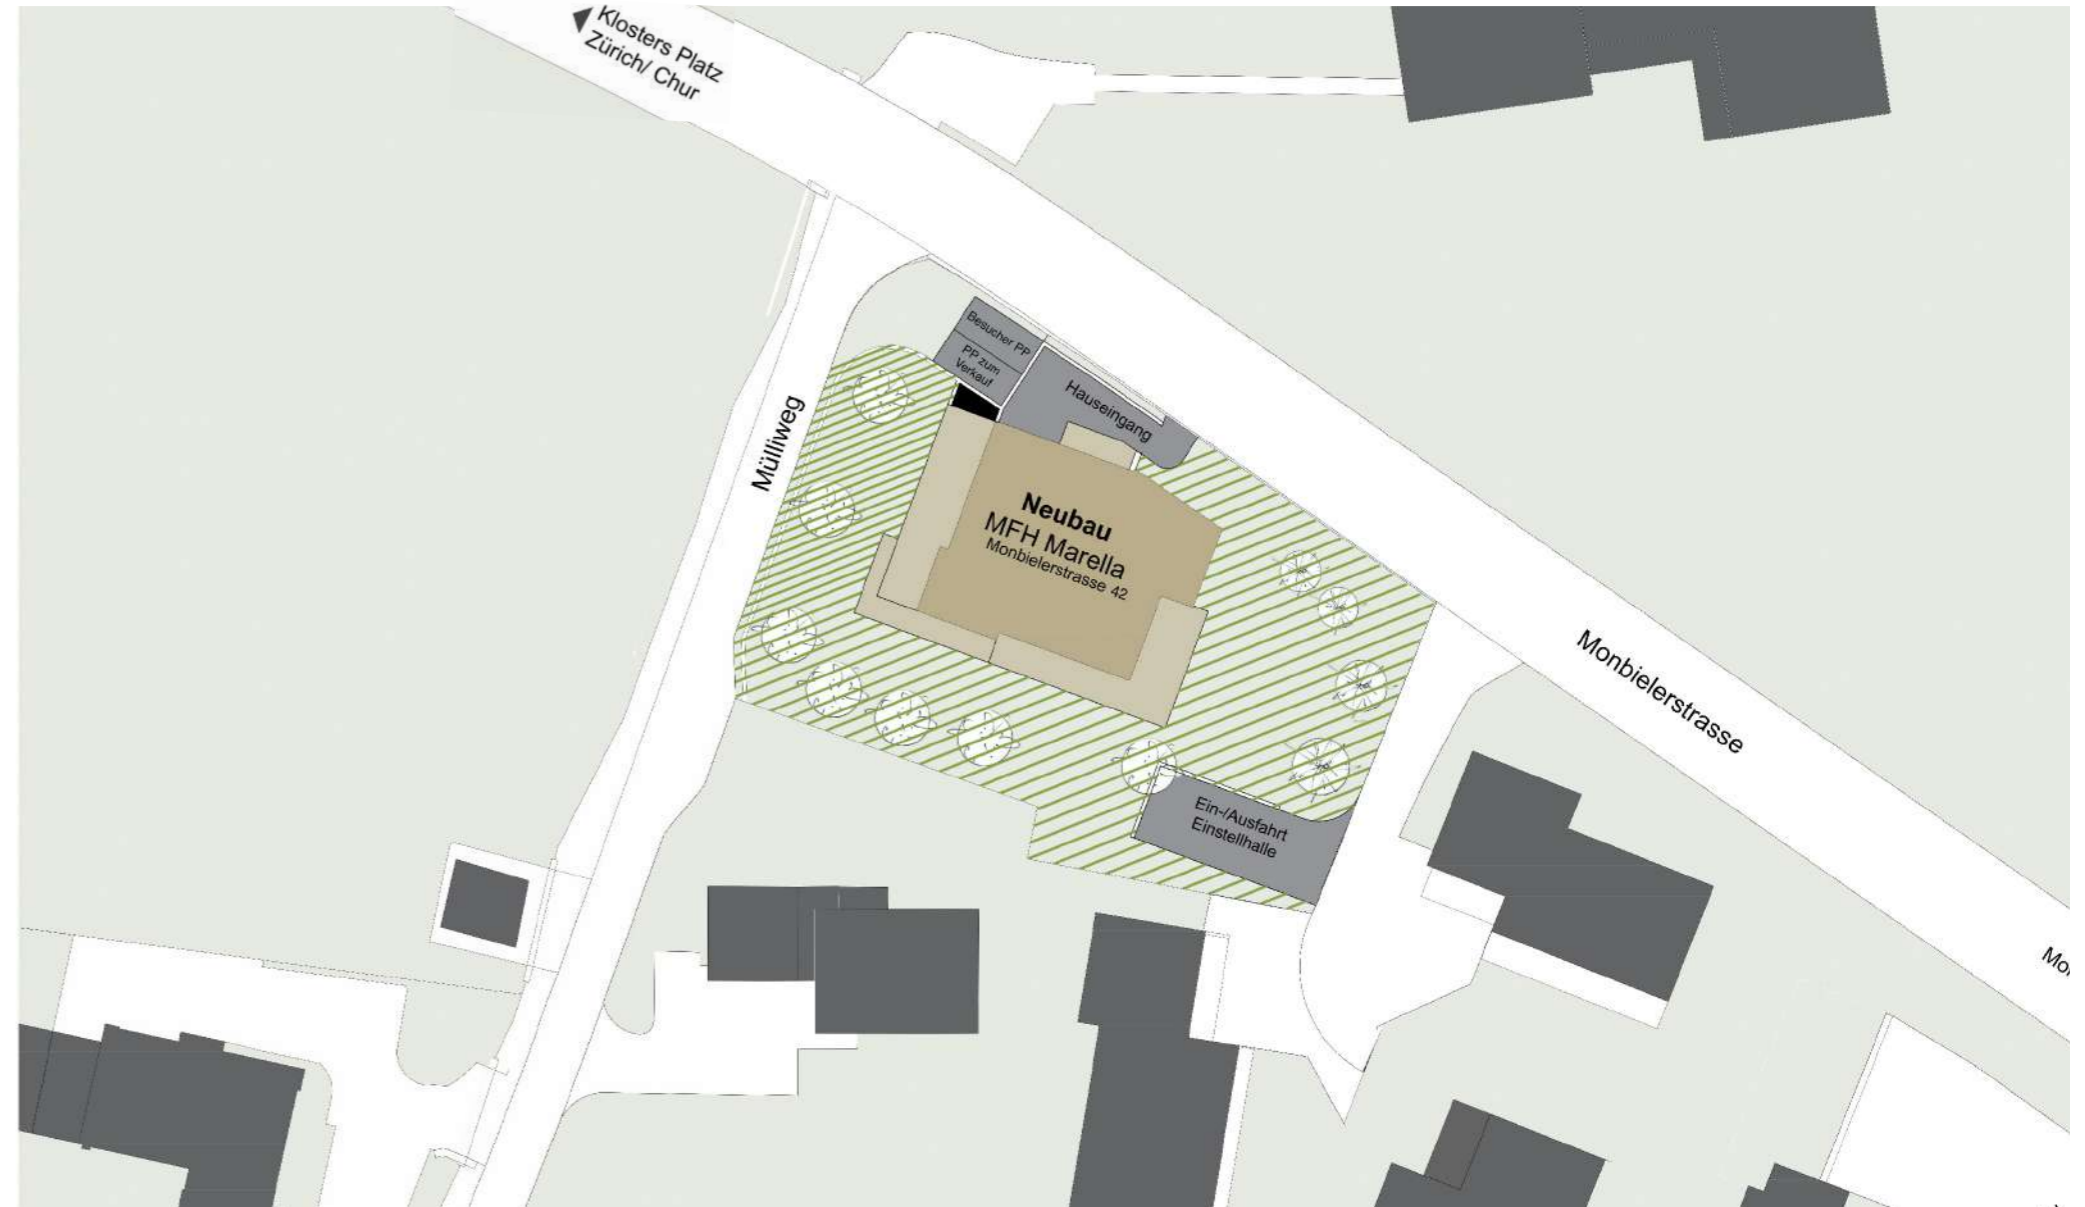 Klosters Platz
Zürich/ Chur
Besucher PP
PP zum
Verkauf
Hauseingang
Mülliweg
Neubau
MFH Marella
Monbielerstrasse 42
Monbielerstrasse
Ein-/Ausfahrt
Einstellhalle